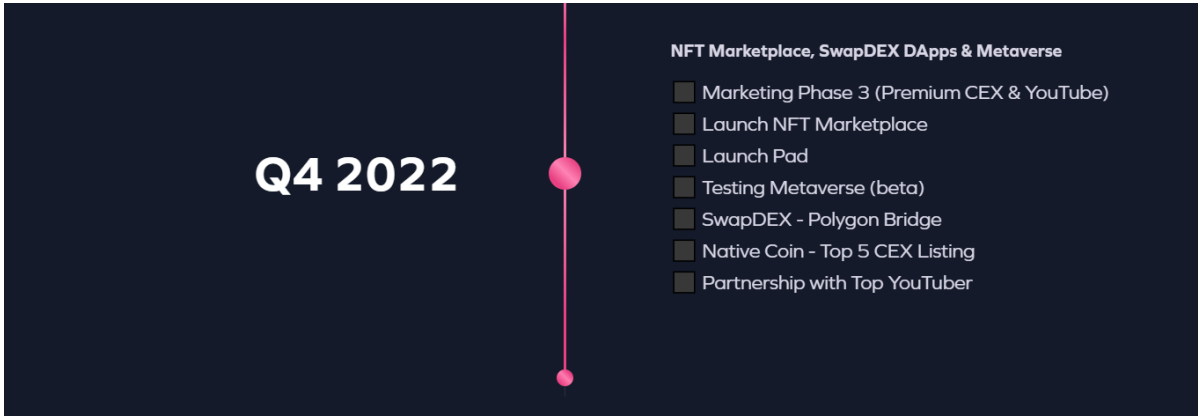 Q4 2022
NFT Marketplace, SwapDEX DApps & Metaverse
Marketing Phase 3 (Premium CEX & YouTube)
Launch NFT Marketplace
Launch Pad
Testing Metaverse (beta)
SwapDEX - Polygon Bridge
Native Coin - Top 5 CEX Listing
Partnership with Top YouTuber